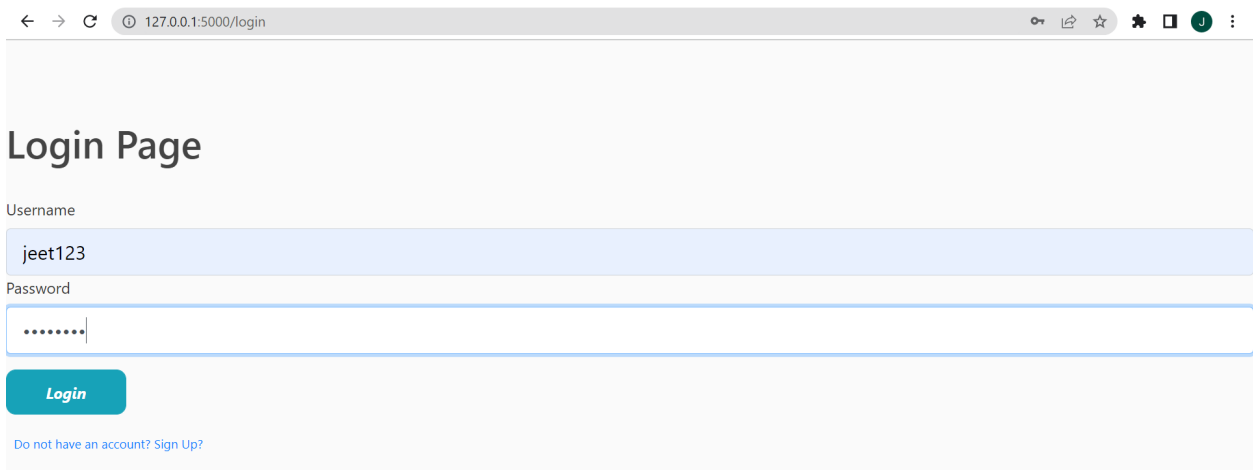 127.0.0.1:5000/login
J
Login Page
Username
jeet123
Password
••••••••
Login
Do not have an account? Sign Up?